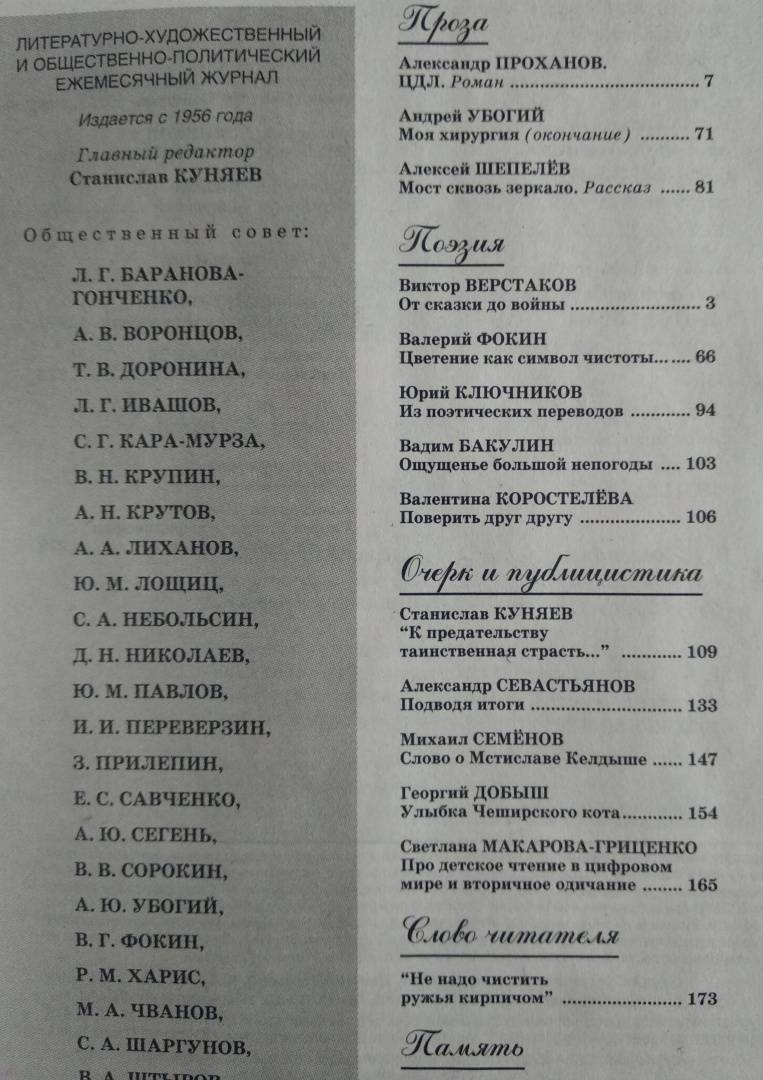 ЛИТЕРАТУРНО-ХУДОЖЕСТВЕННЫЙ
И ОБЩЕСТВЕННО-ПОЛИТИЧЕСКИЙ
ЕЖЕМЕСЯЧНЫЙ ЖУРНАЛ
Издается с 1956 года
Главный редактор
Станислав КУНЯЕВ
Общественный совет:
Л. Г. БАРАНОВА-
ГОНЧЕНКО,
А. В. ВОРОНЦОВ,
Т. В. ДОРОНИНА,
Л. Г. ИВАШОВ,
С. Г. КАРА-МУРЗА,
В. Н. КРУПИН,
А. Н. КРУТОВ,
А. А. ЛИХАНОВ,
Ю. М. ЛОЩИЦ,
С. А. НЕБОЛЬСИН,
Д. Н. НИКОЛАЕВ,
Ю. М. ПАВЛОВ,
И. И. ПЕРЕВЕРЗИН,
З. ПРИЛЕПИН,
Е. С. САВЧЕНКО,
А. Ю. СЕГЕНЬ,
В. В. СОРОКИН,
А. Ю. УБОГИЙ,
В. Г. ФОКИН,
Р. М. ХАРИС,
М. А. ЧВАНОВ,
С. А. ШАРГУНОВ,
В. А. ШТЫРОВ
Проза
Александр ПРОХАНОВ.
ЦДЛ. Роман ..................................... 7
Андрей УБОГИЙ
Моя хирургия (окончание) .......... 71
Алексей ШЕПЕЛЁВ
Мост сквозь зеркало. Рассказ ...... 81
Поэзия
Виктор ВЕРСТАКОВ
От сказки до войны ......................... 3
Валерий ФОКИН
Цветение как символ чистоты....... 66
Юрий КЛЮЧНИКОВ
Из поэтических переводов ............ 94
Вадим БАКУЛИН
Ощущенье большой непогоды .... 103
Валентина КОРОСТЕЛЁВА
Поверить друг другу ................... 106
Очерк и публицистика
Станислав КУНЯЕВ
“К предательству
таинственная страсть...” ............ 109
Александр СЕВАСТЬЯНОВ
Подводя итоги ............................. 133
Михаил СЕМЁНОВ
Слово о Мстиславе Келдыше ...... 147
Георгий ДОБЫШ
Улыбка Чеширского кота............ 154
Светлана МАКАРОВА-ГРИЦЕНКО
Про детское чтение в цифровом
мире и вторичное одичание ........ 165
Слово читателя
“Не надо чистить
ружья кирпичом” ....................... 173
Память